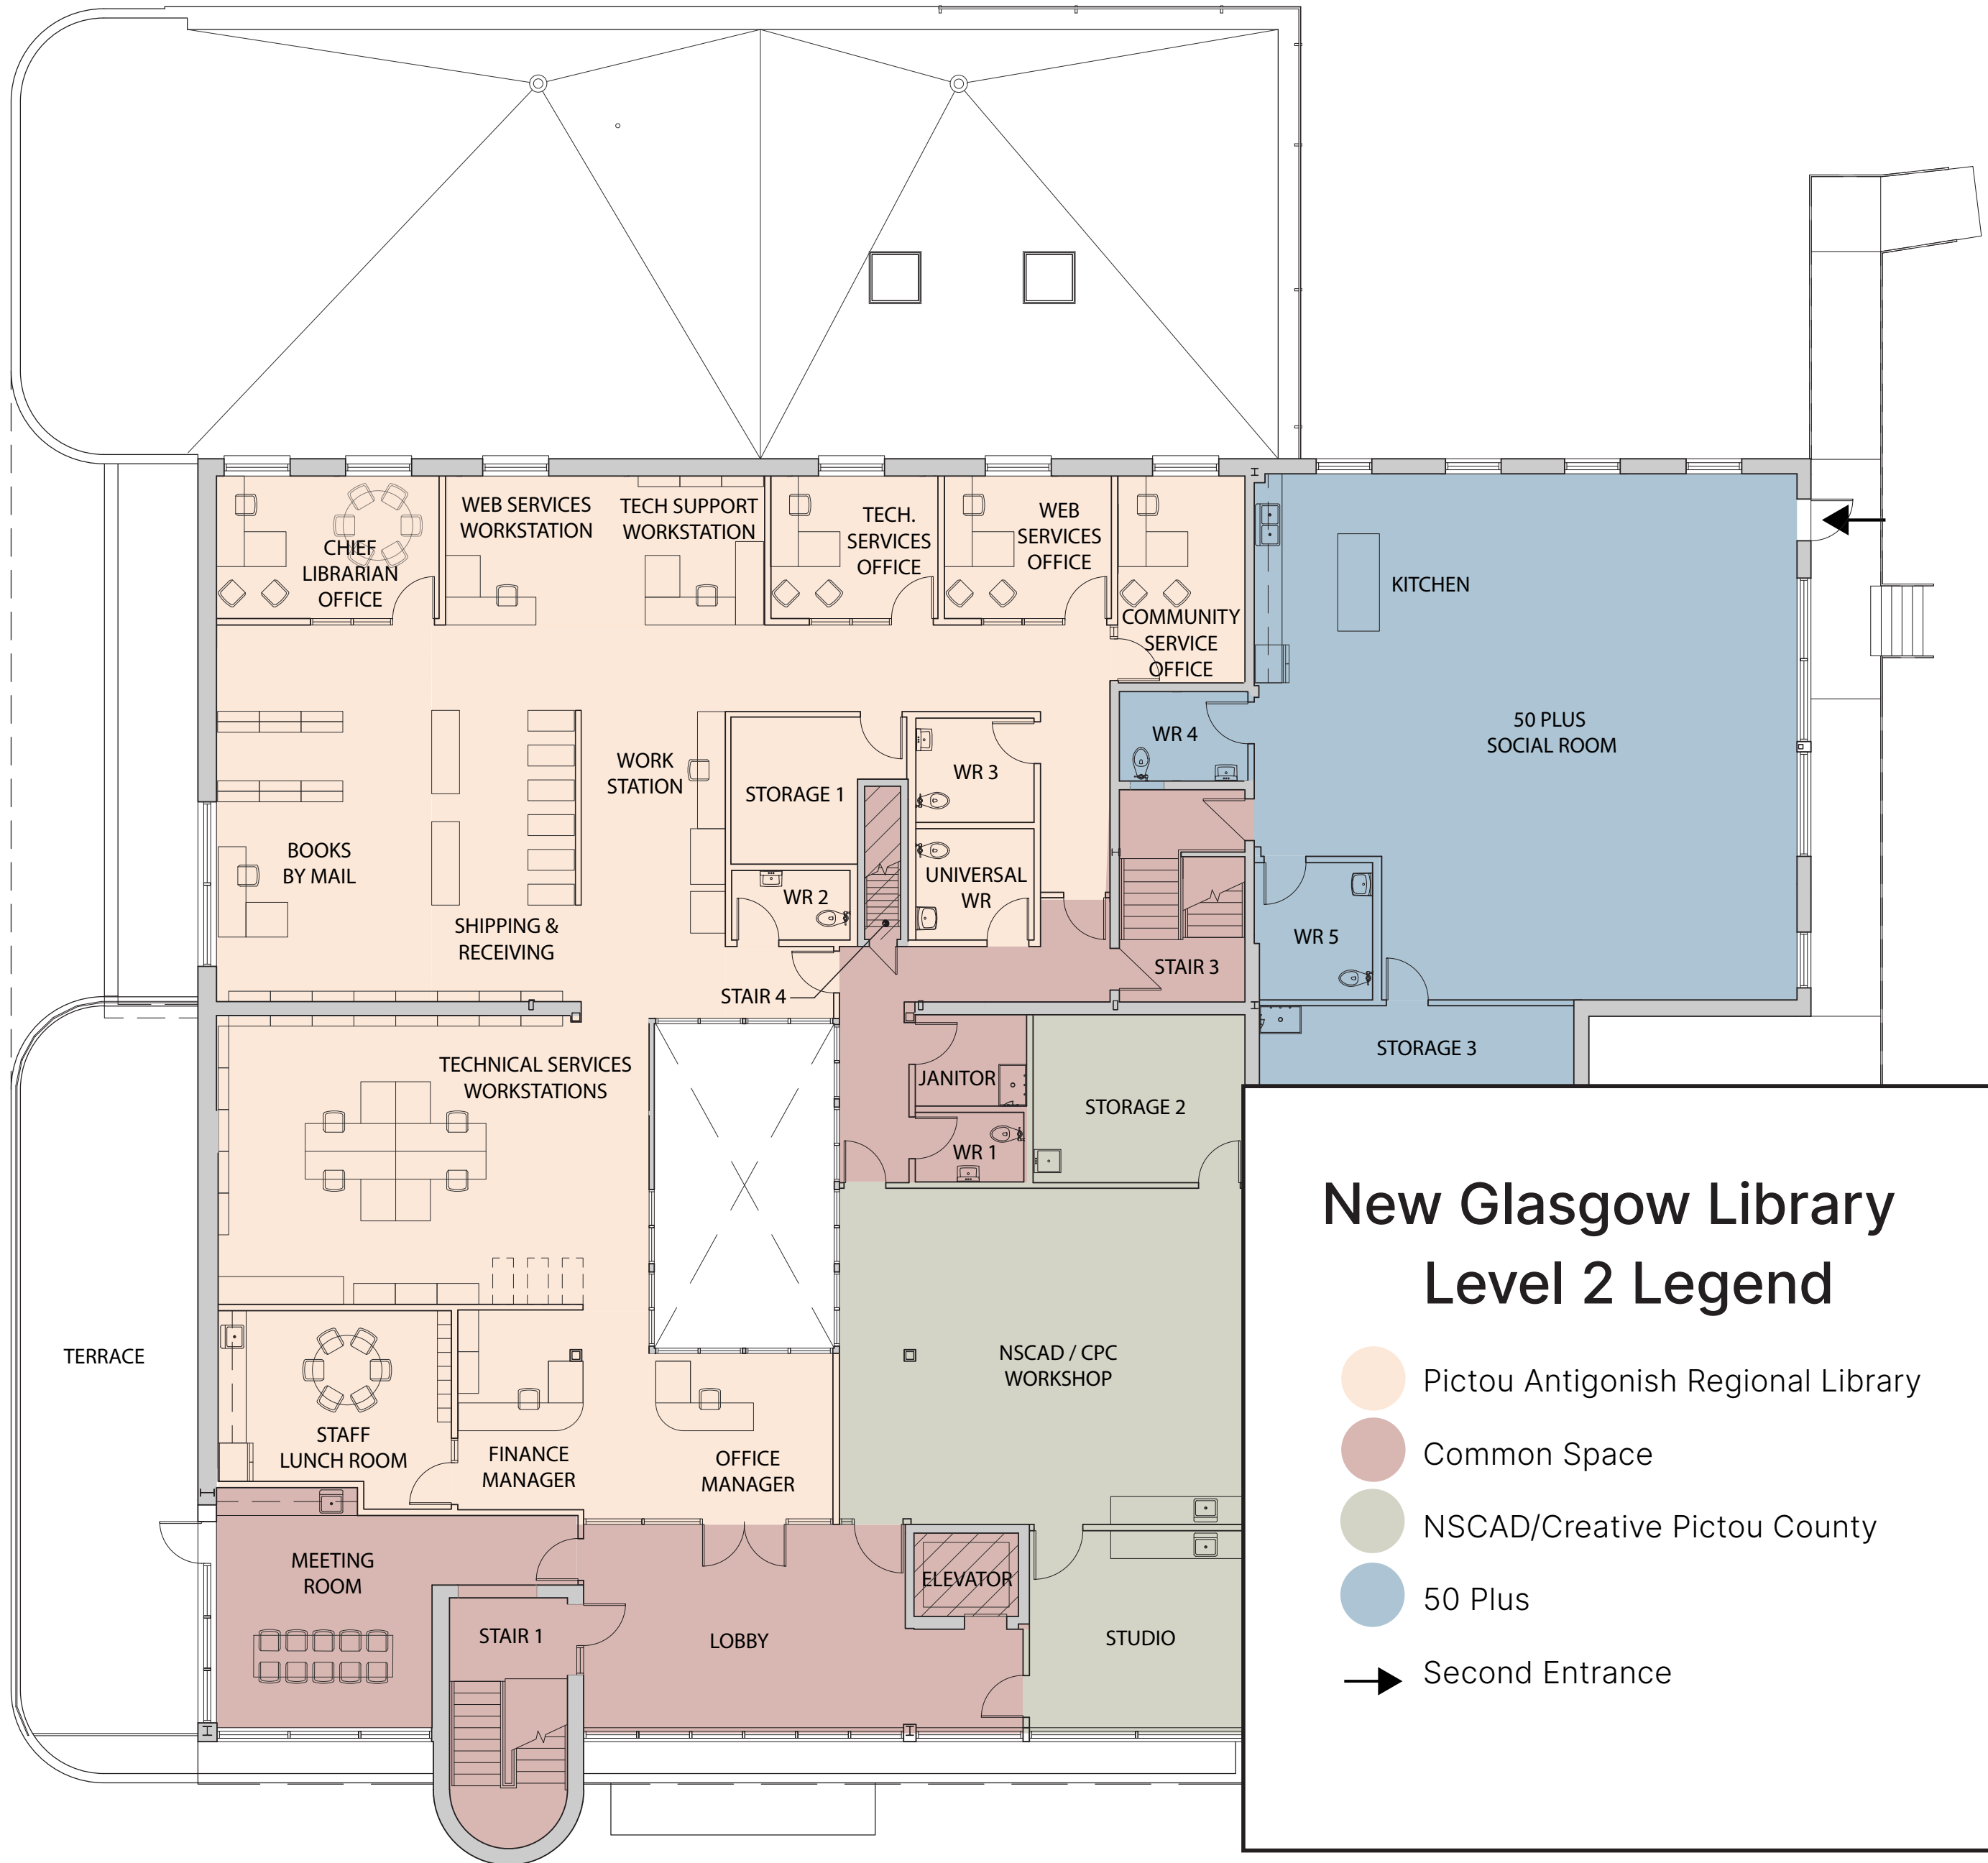 WEB SERVICES
WORKSTATION
TECH SUPPORT
WORKSTATION
TECH.
SERVICES
OFFICE
WEB
SERVICES
OFFICE
CHIEF
LIBRARIAN
OFFICE
COMMUNITY
SERVICE
OFFICE
KITCHEN
50 PLUS
SOCIAL ROOM
WR 4
WORK
STATION
STORAGE 1
WR 3
BOOKS
BY MAIL
UNIVERSAL
WR
WR 2
SHIPPING &
RECEIVING
WR 5
STAIR 3
STAIR 4
TECHNICAL SERVICES
WORKSTATIONS
JANITOR
STORAGE 2
STORAGE 3
WR 1
TERRACE
NSCAD / CPC
WORKSHOP
STAFF
LUNCH ROOM
FINANCE
MANAGER
OFFICE
MANAGER
MEETING
ROOM
ELEVATOR
STAIR 1
LOBBY
STUDIO
New Glasgow Library
Level 2 Legend
Pictou Antigonish Regional Library
Common Space
NSCAD/Creative Pictou County
50 Plus
Second Entrance